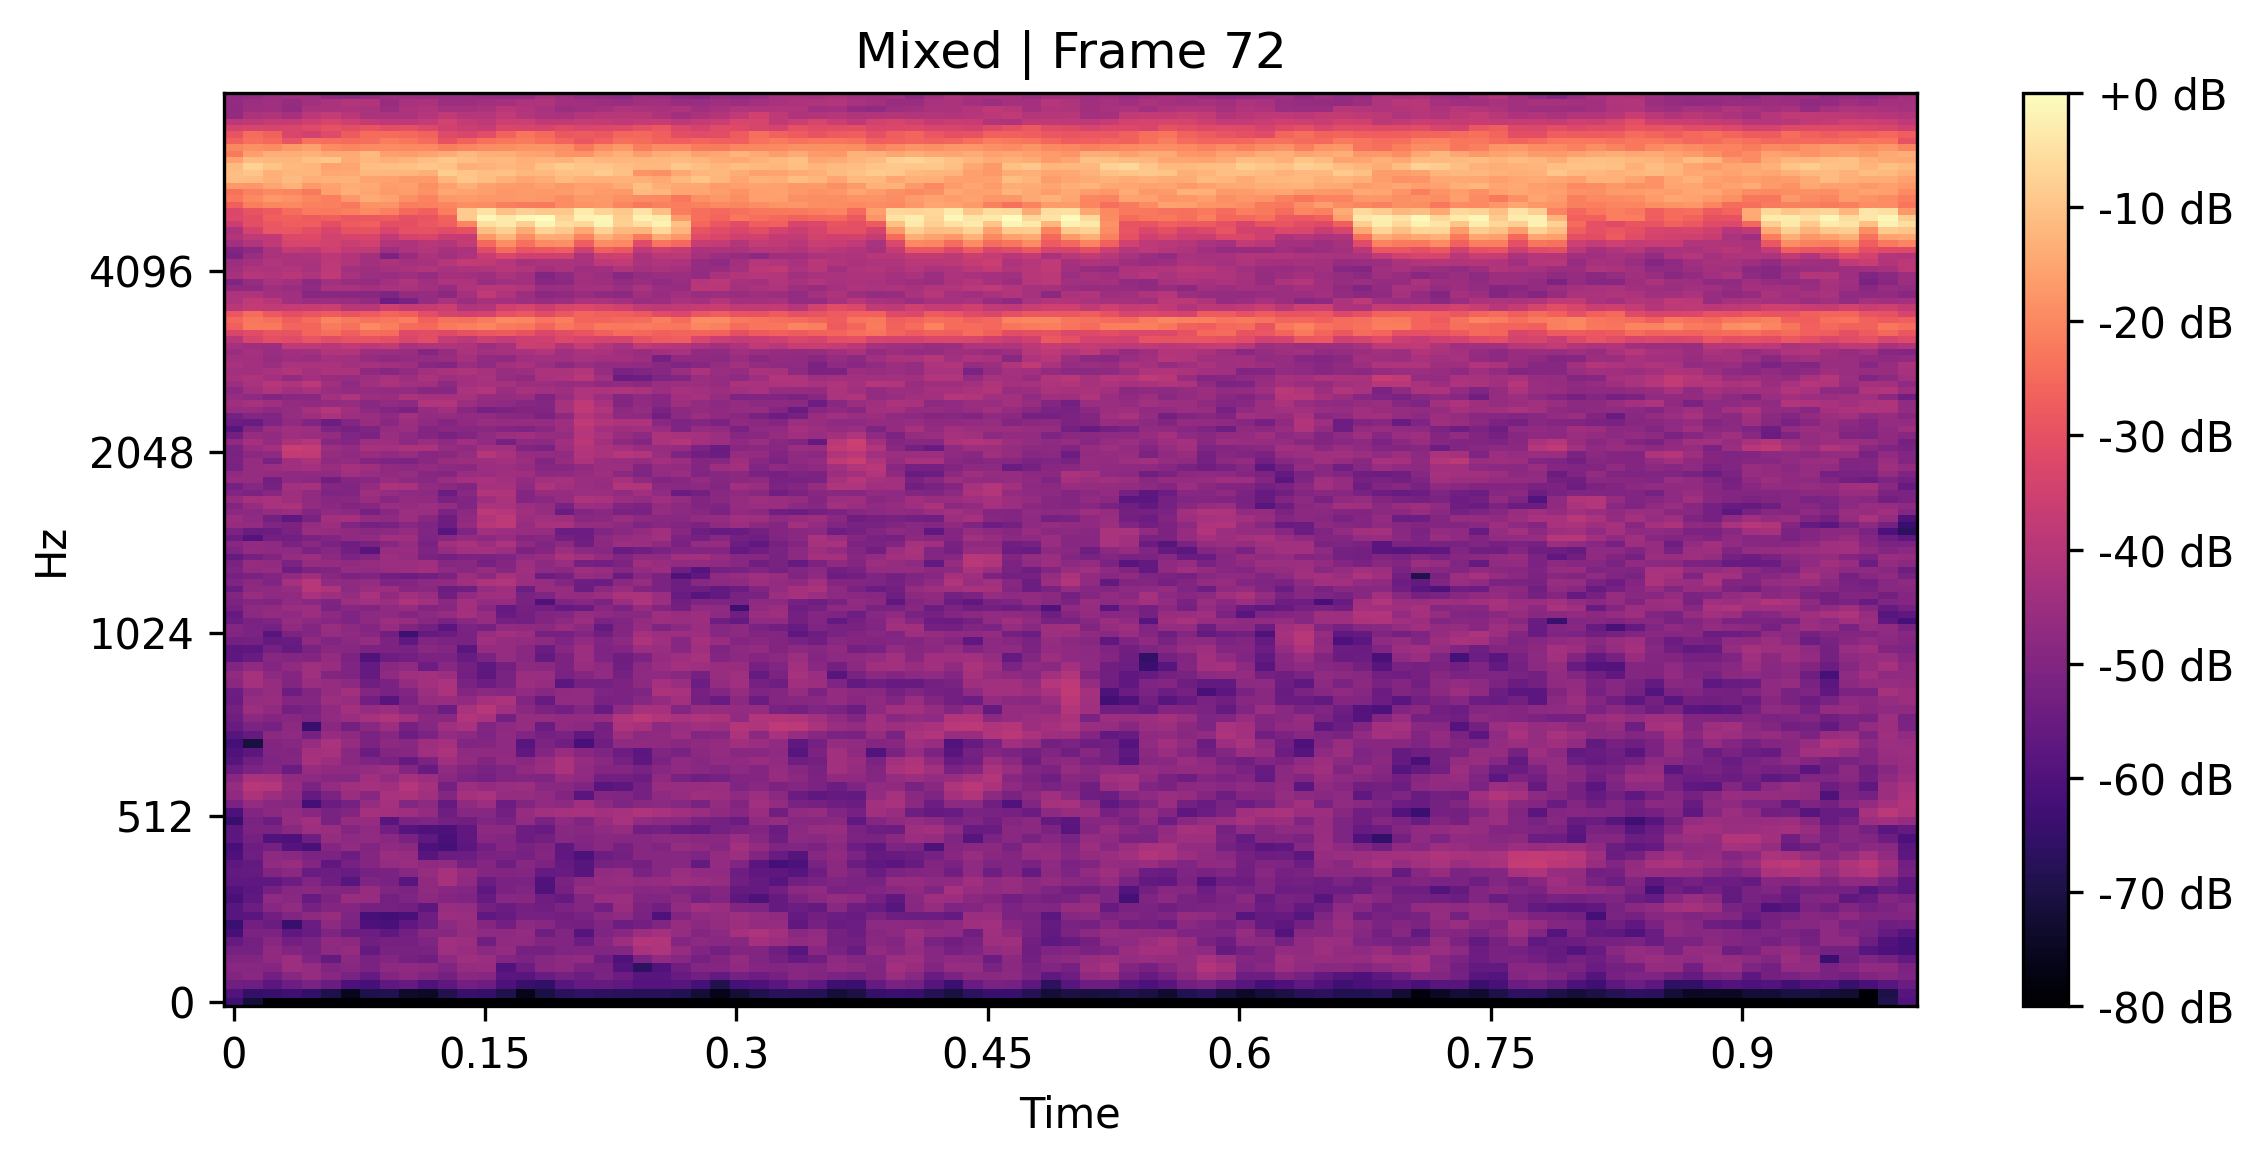 Mixed | Frame 72
+0 dB
-10 dB
4096
-20 dB
-30 dB
2048
-40 dB
Hz
1024
-50 dB
512
-60 dB
-70 dB
0
-80 dB
0 0.15 0.3 0.45 0.6 0.75 0.9
Time